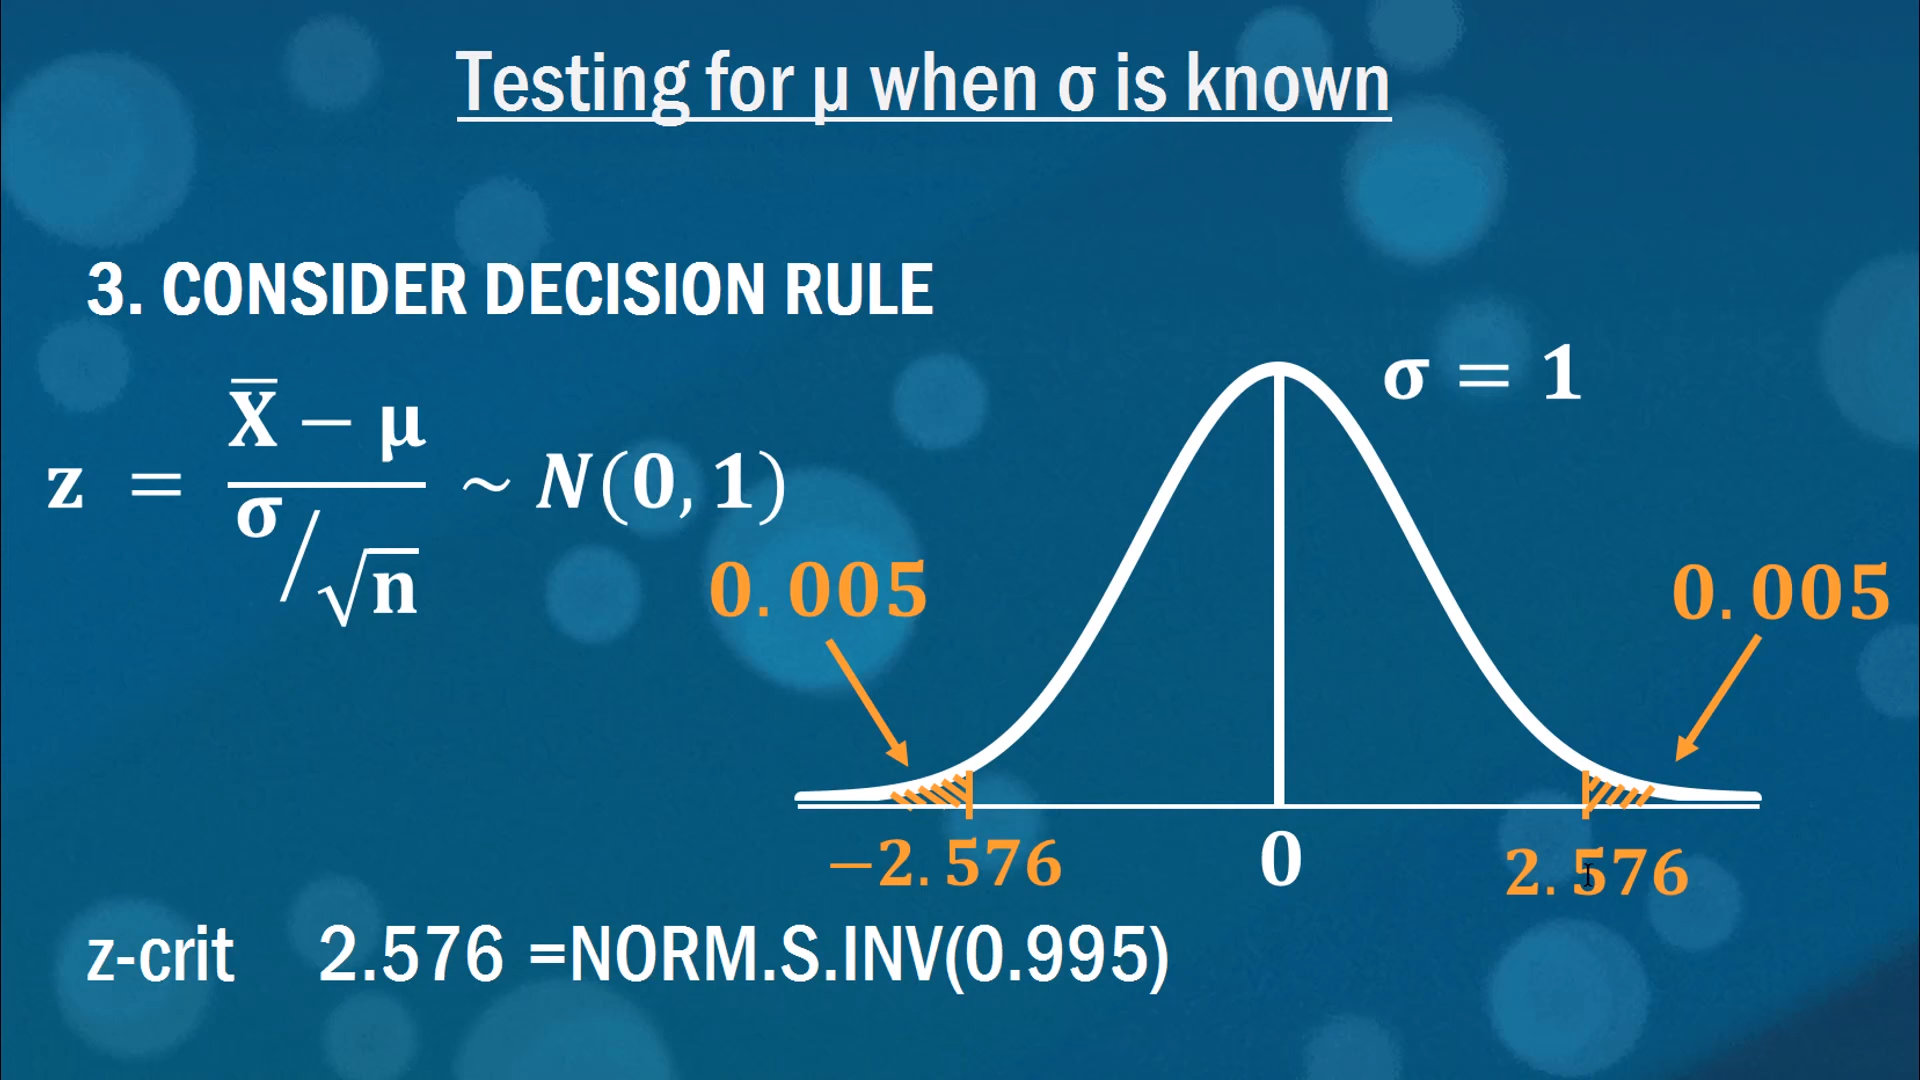 Testing for μ when σ is known
3. CONSIDER DECISION RULE
z = X̄ − μ / σ/√n ~ N(0, 1)
σ = 1
0.005
0.005
−2.576
0
2.576
z-crit 2.576 =NORM.S.INV(0.995)